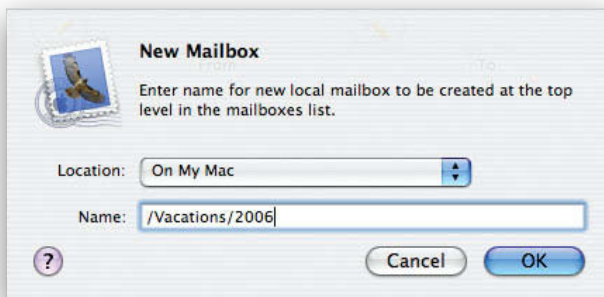 New Mailbox
Enter name for new local mailbox to be created at the top
level in the mailboxes list.
Location: On My Mac
Name: /Vacations/2006
? Cancel OK